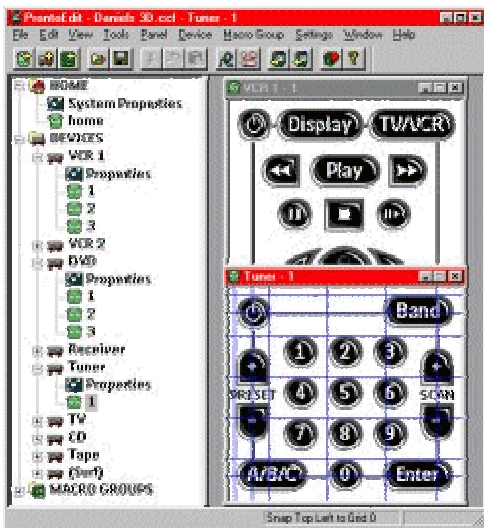 ProntoEdit - Daniels 3D.ccf - Tuner - 1
File Edit View Tools Panel Device Macro Group Settings Window Help
HOME
System Properties
home
DEVICES
VCR 1
Properties
1
2
3
VCR 2
DVD
Properties
1
2
3
Receiver
Tuner
Properties
1
TV
CD
Tape
(Surf)
MACRO GROUPS
VCR 1 - 1
Display TV/VCR
Play
Tuner - 1
Band
1 2 3
+ +
PRESET 4 5 6 SCAN
- -
7 8 9
A/B/C 0 Enter
Snap Top Left to Grid 0